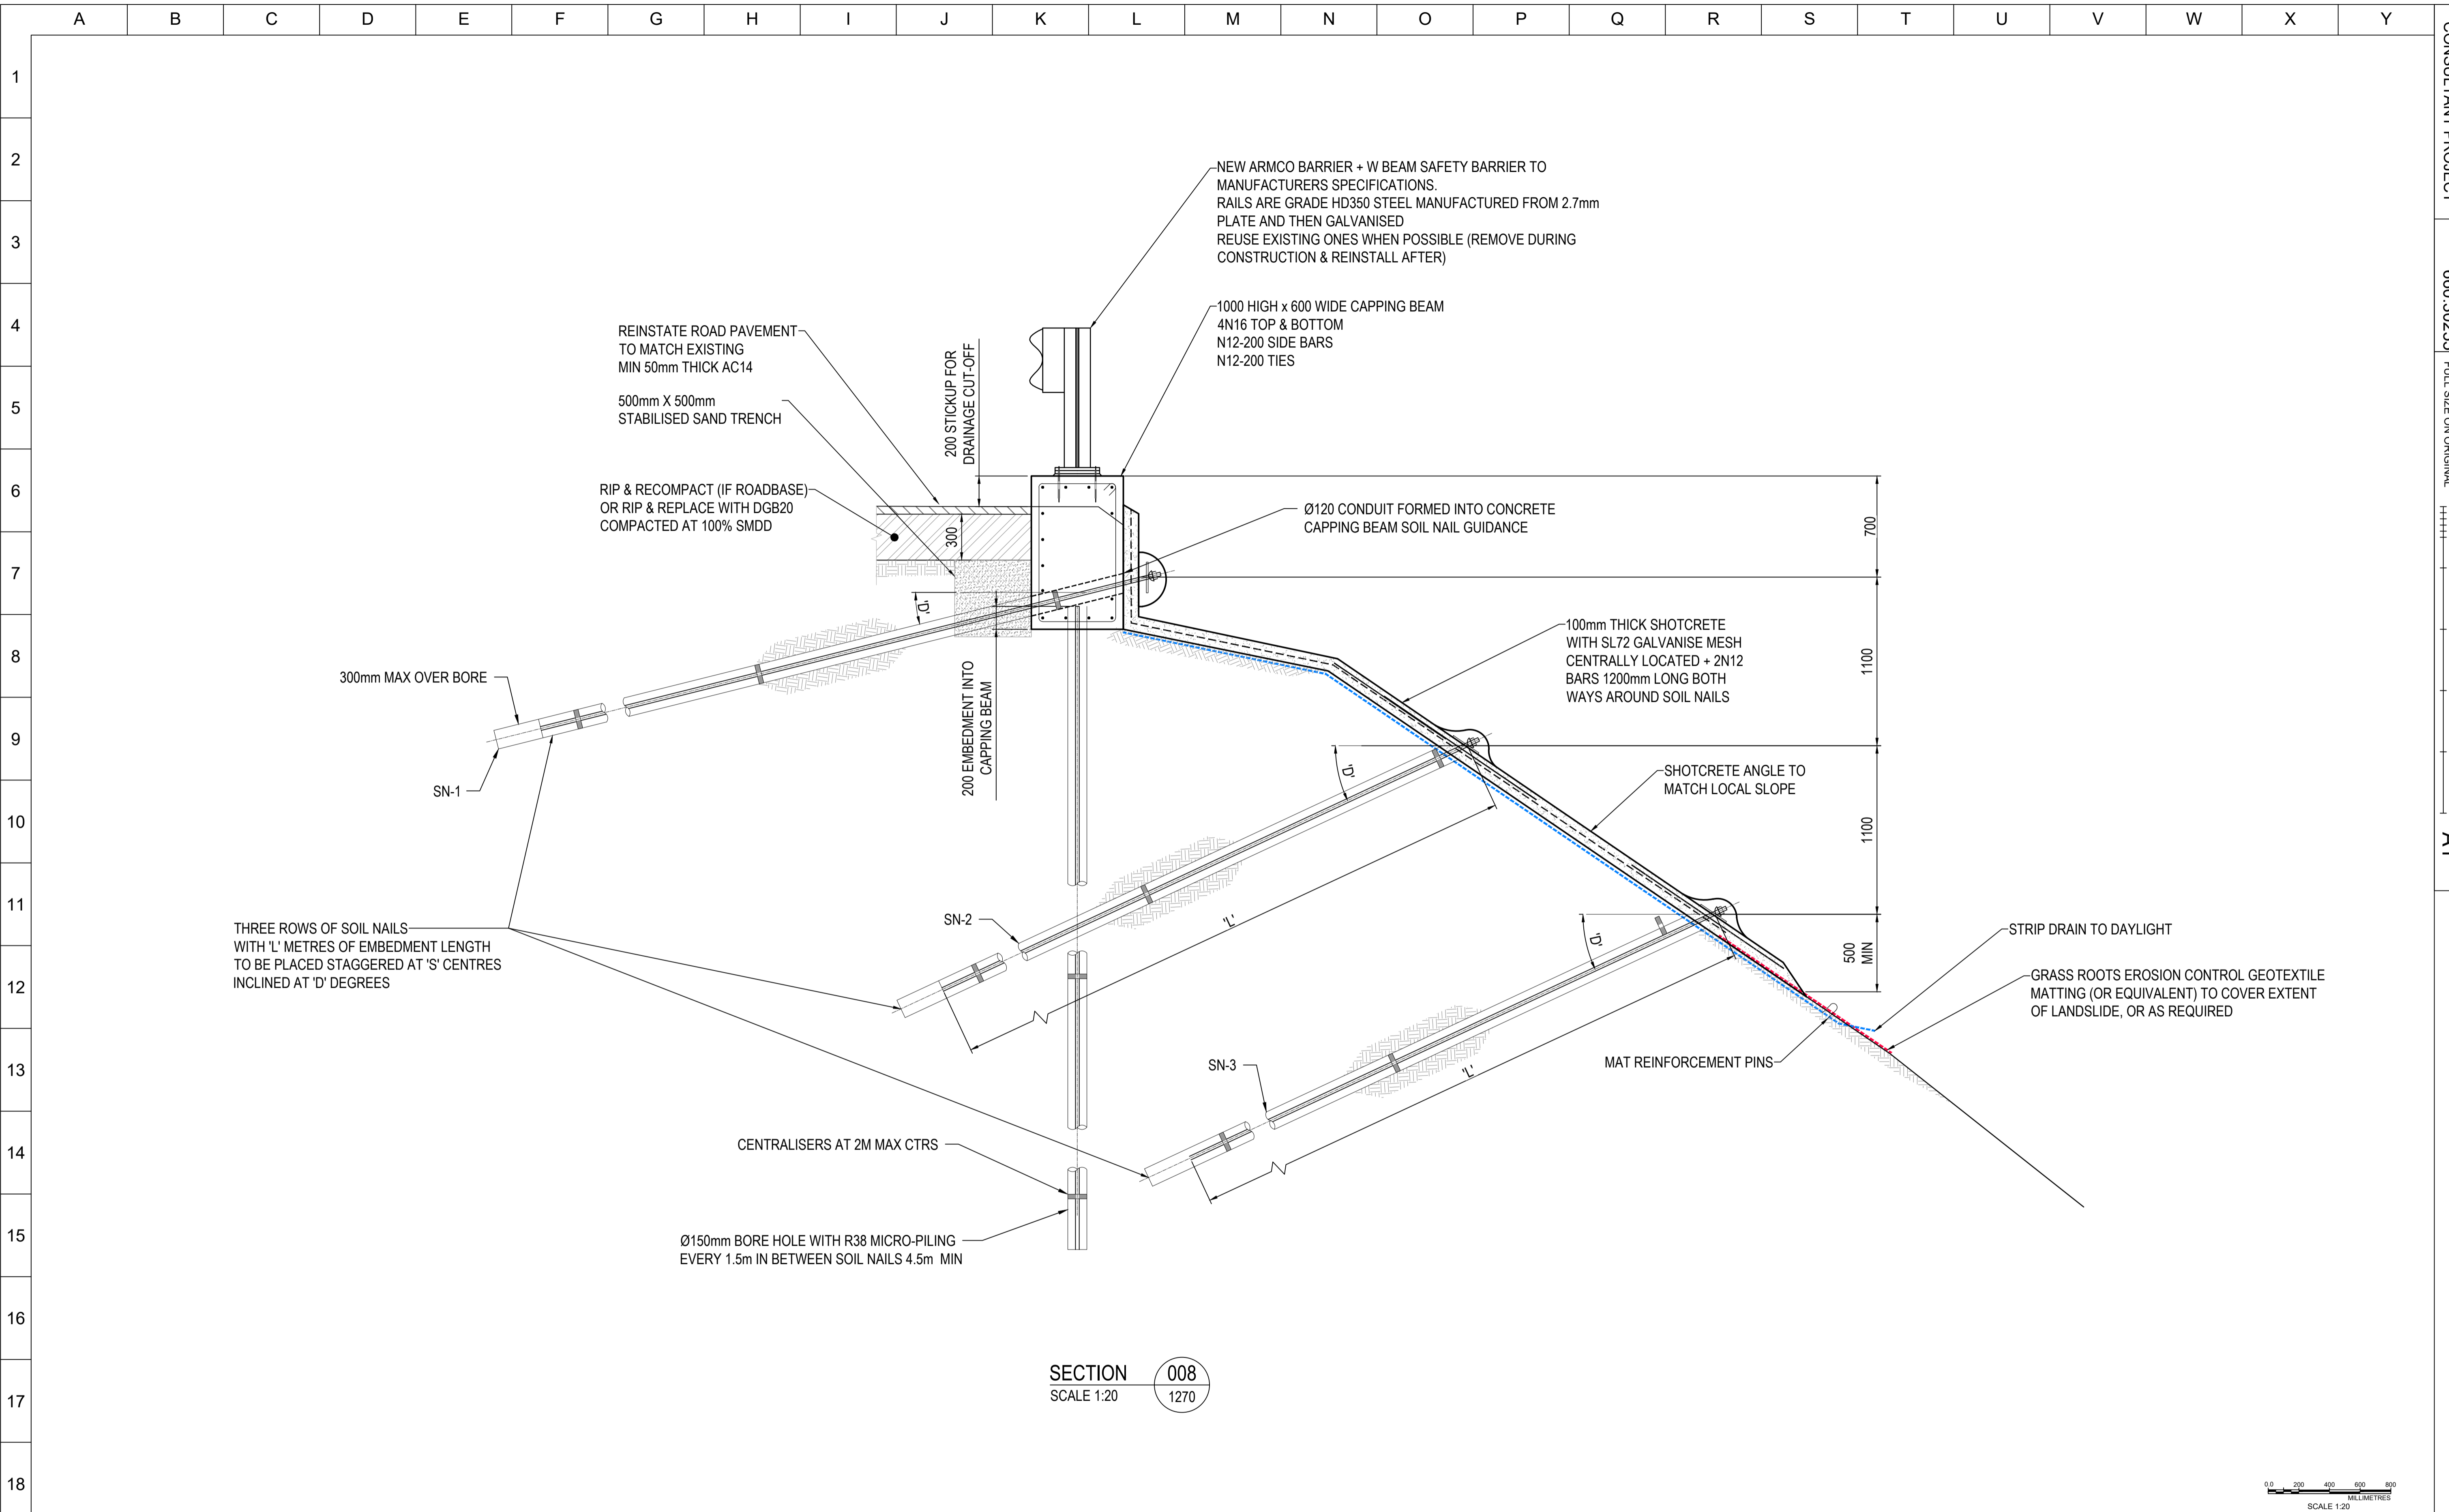 A B C D E F G H I J K L M N O P Q R S T U V W X Y
1
2
3
4
5
6
7
8
9
10
11
12
13
14
15
16
17
18
NEW ARMCO BARRIER + W BEAM SAFETY BARRIER TO
MANUFACTURERS SPECIFICATIONS.
RAILS ARE GRADE HD350 STEEL MANUFACTURED FROM 2.7mm
PLATE AND THEN GALVANISED
REUSE EXISTING ONES WHEN POSSIBLE (REMOVE DURING
CONSTRUCTION & REINSTALL AFTER)
1000 HIGH x 600 WIDE CAPPING BEAM
4N16 TOP & BOTTOM
N12-200 SIDE BARS
N12-200 TIES
REINSTATE ROAD PAVEMENT
TO MATCH EXISTING
MIN 50mm THICK AC14
500mm X 500mm
STABILISED SAND TRENCH
200 STICKUP FOR
DRAINAGE CUT-OFF
RIP & RECOMPACT (IF ROADBASE)
OR RIP & REPLACE WITH DGB20
COMPACTED AT 100% SMDD
300
Ø120 CONDUIT FORMED INTO CONCRETE
CAPPING BEAM SOIL NAIL GUIDANCE
700
'D'
100mm THICK SHOTCRETE
WITH SL72 GALVANISE MESH
CENTRALLY LOCATED + 2N12
BARS 1200mm LONG BOTH
WAYS AROUND SOIL NAILS
1100
300mm MAX OVER BORE
200 EMBEDMENT INTO
CAPPING BEAM
SN-1
'D'
SHOTCRETE ANGLE TO
MATCH LOCAL SLOPE
1100
SN-2
'L'
'D'
500
MIN
THREE ROWS OF SOIL NAILS
WITH 'L' METRES OF EMBEDMENT LENGTH
TO BE PLACED STAGGERED AT 'S' CENTRES
INCLINED AT 'D' DEGREES
STRIP DRAIN TO DAYLIGHT
GRASS ROOTS EROSION CONTROL GEOTEXTILE
MATTING (OR EQUIVALENT) TO COVER EXTENT
OF LANDSLIDE, OR AS REQUIRED
MAT REINFORCEMENT PINS
SN-3
'L'
CENTRALISERS AT 2M MAX CTRS
Ø150mm BORE HOLE WITH R38 MICRO-PILING
EVERY 1.5m IN BETWEEN SOIL NAILS 4.5m MIN
SECTION 008
SCALE 1:20 1270
0.0 200 400 600 800
MILLIMETRES
SCALE 1:20